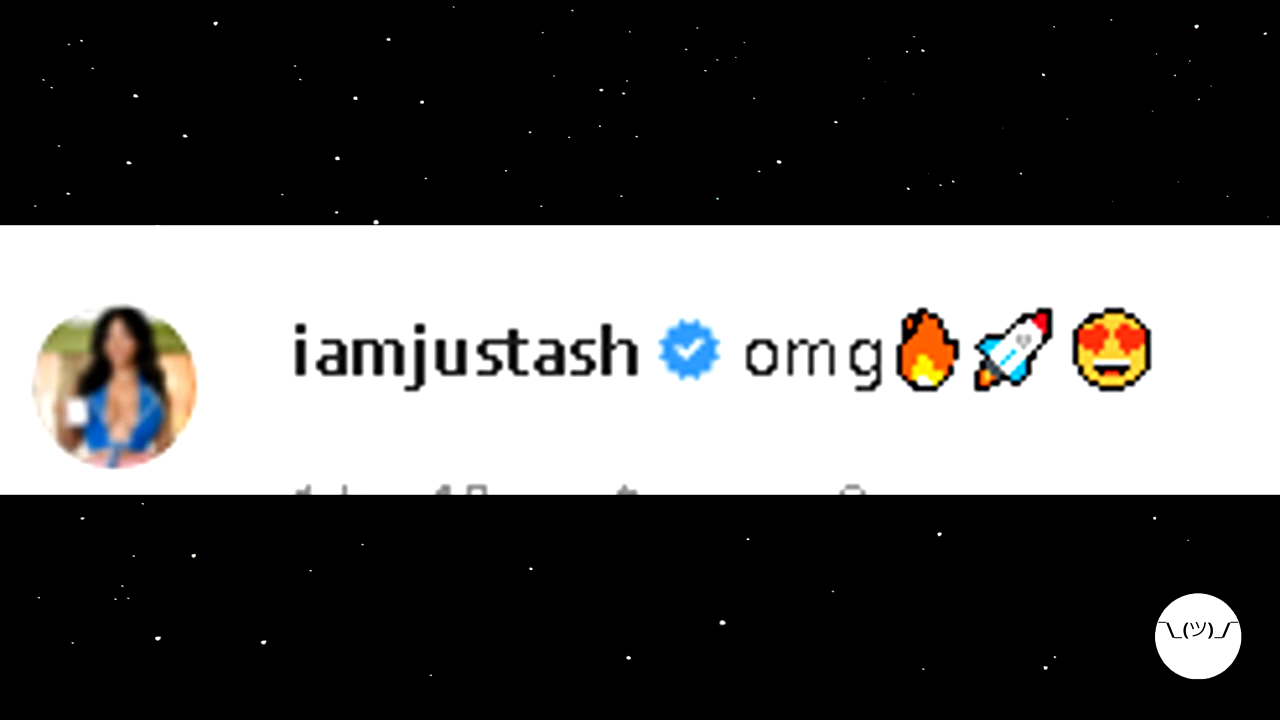 iamjustash omg🔥🚀😍
¯\_(ツ)_/¯